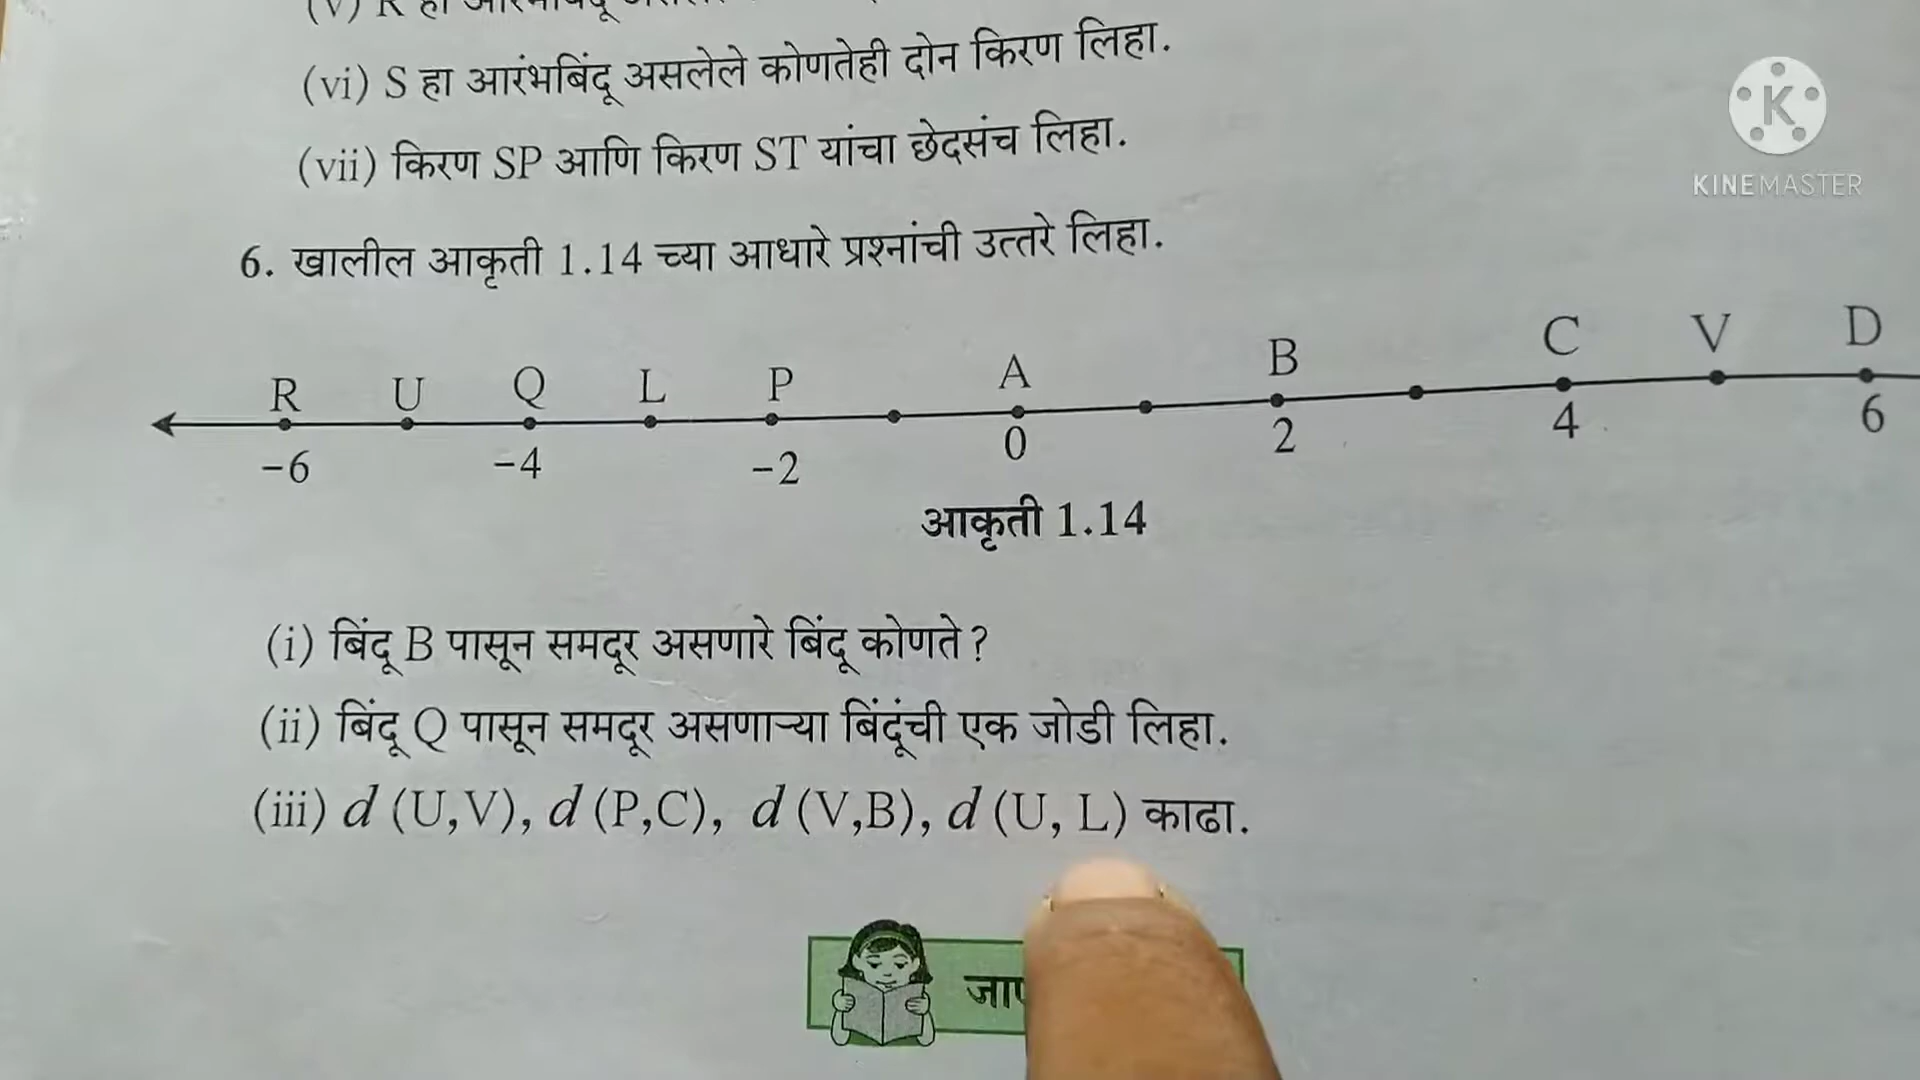 (v) R हा
(vi) S हा आरंभबिंदू असलेले कोणतेही दोन किरण लिहा.
(vii) किरण SP आणि किरण ST यांचा छेदसंच लिहा.
K
KINEMASTER
6. खालील आकृती 1.14 च्या आधारे प्रश्नांची उत्तरे लिहा.
R U Q L P A B C V D
-6 -4 -2 0 2 4 6
आकृती 1.14
(i) बिंदू B पासून समदूर असणारे बिंदू कोणते ?
(ii) बिंदू Q पासून समदूर असणाऱ्या बिंदूंची एक जोडी लिहा.
(iii) d (U,V), d (P,C), d (V,B), d (U, L) काढा.